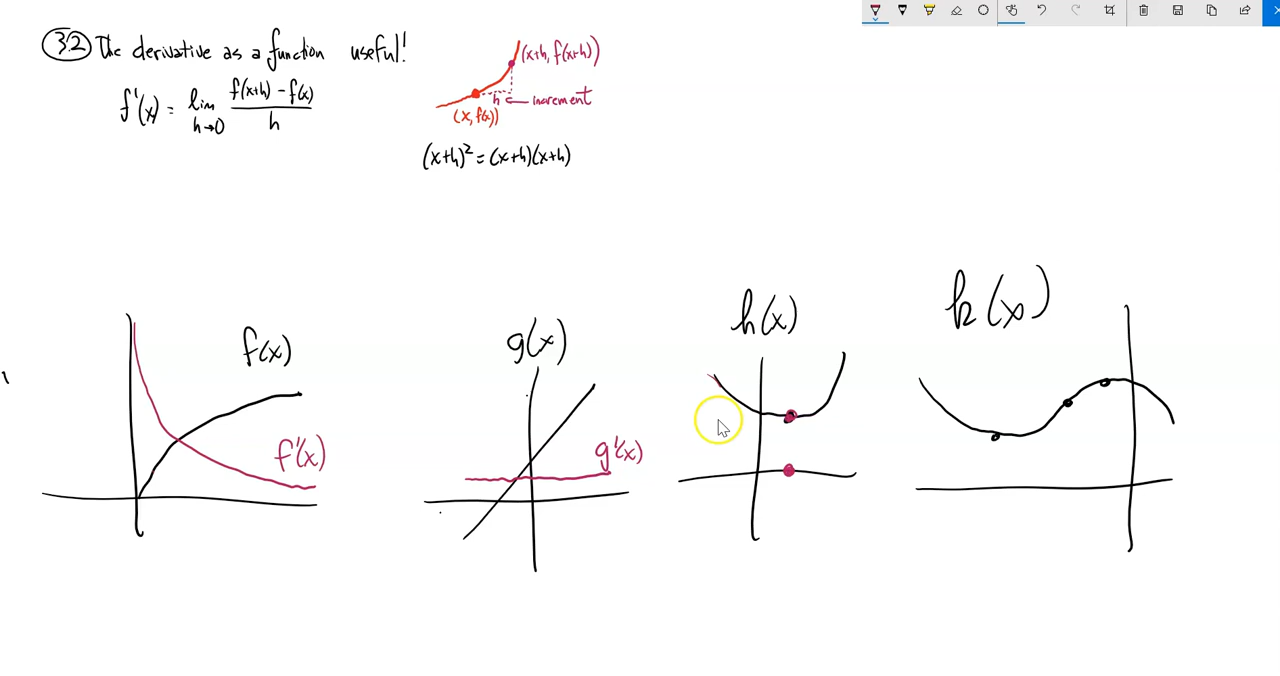 3.2 The derivative as a function useful!
f'(x) = lim h→0 f(x+h) - f(x) / h
(x+h, f(x+h))
h ← increment
(x, f(x))
(x+h)² = (x+h)(x+h)
f(x)
f'(x)
g(x)
g'(x)
h(x)
k(x)